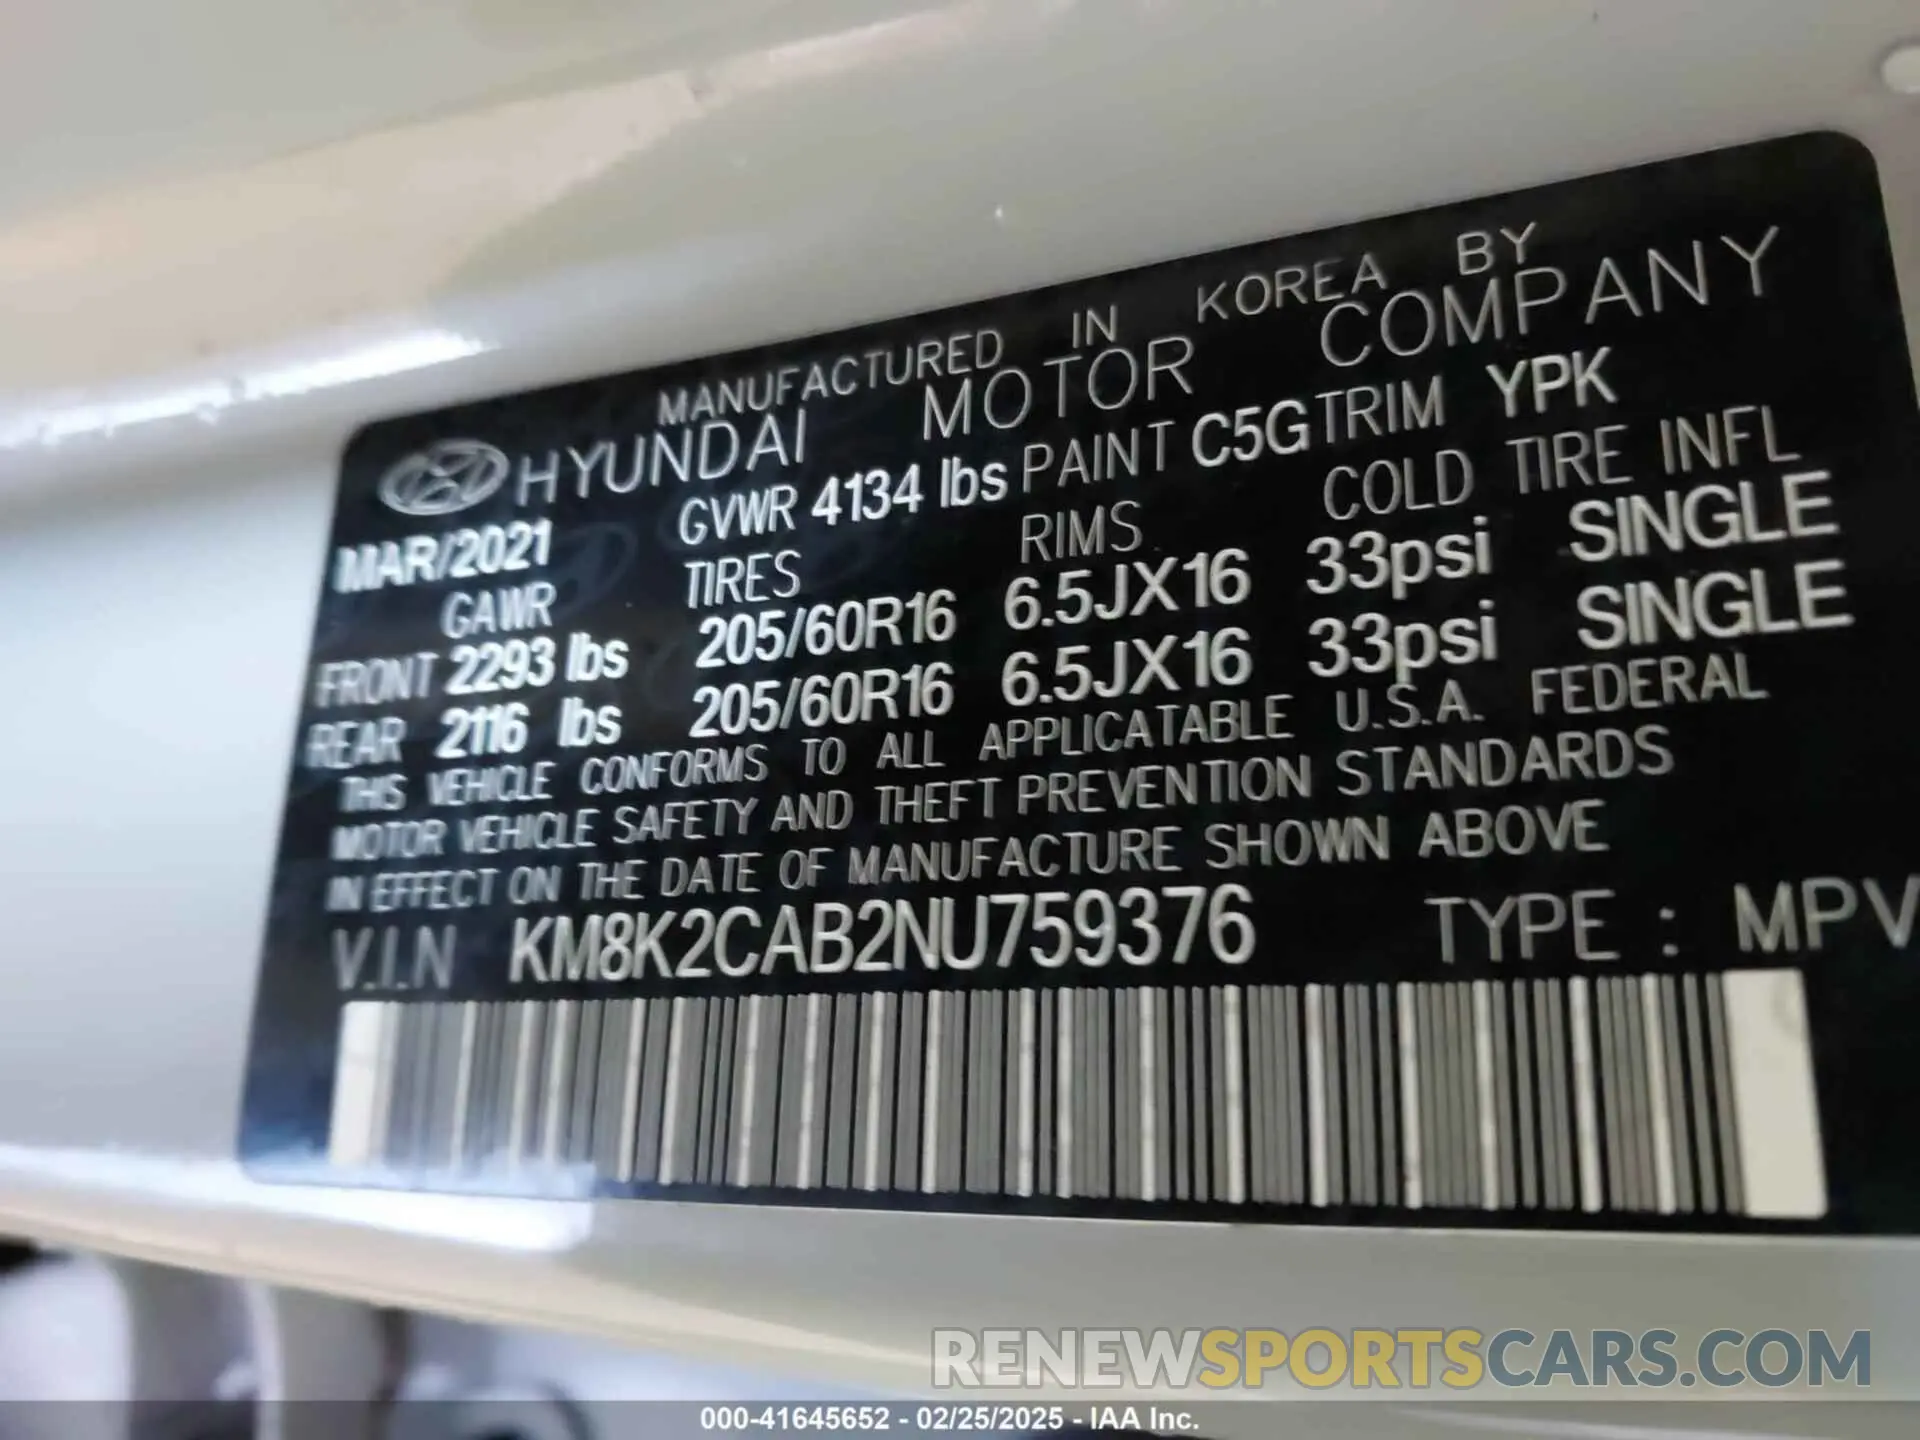 MANUFACTURED IN KOREA BY
HYUNDAI MOTOR COMPANY
MAR/2021 GVWR 4134 lbs PAINT C5G TRIM YPK
GAWR TIRES RIMS COLD TIRE INFL
FRONT 2293 lbs 205/60R16 6.5JX16 33psi SINGLE
REAR 2116 lbs 205/60R16 6.5JX16 33psi SINGLE
THIS VEHICLE CONFORMS TO ALL APPLICATABLE U.S.A. FEDERAL
MOTOR VEHICLE SAFETY AND THEFT PREVENTION STANDARDS
IN EFFECT ON THE DATE OF MANUFACTURE SHOWN ABOVE
V.I.N KM8K2CAB2NU759376 TYPE : MPV
RENEWSPORTSCARS.COM
000-41645652 - 02/25/2025 - IAA Inc.